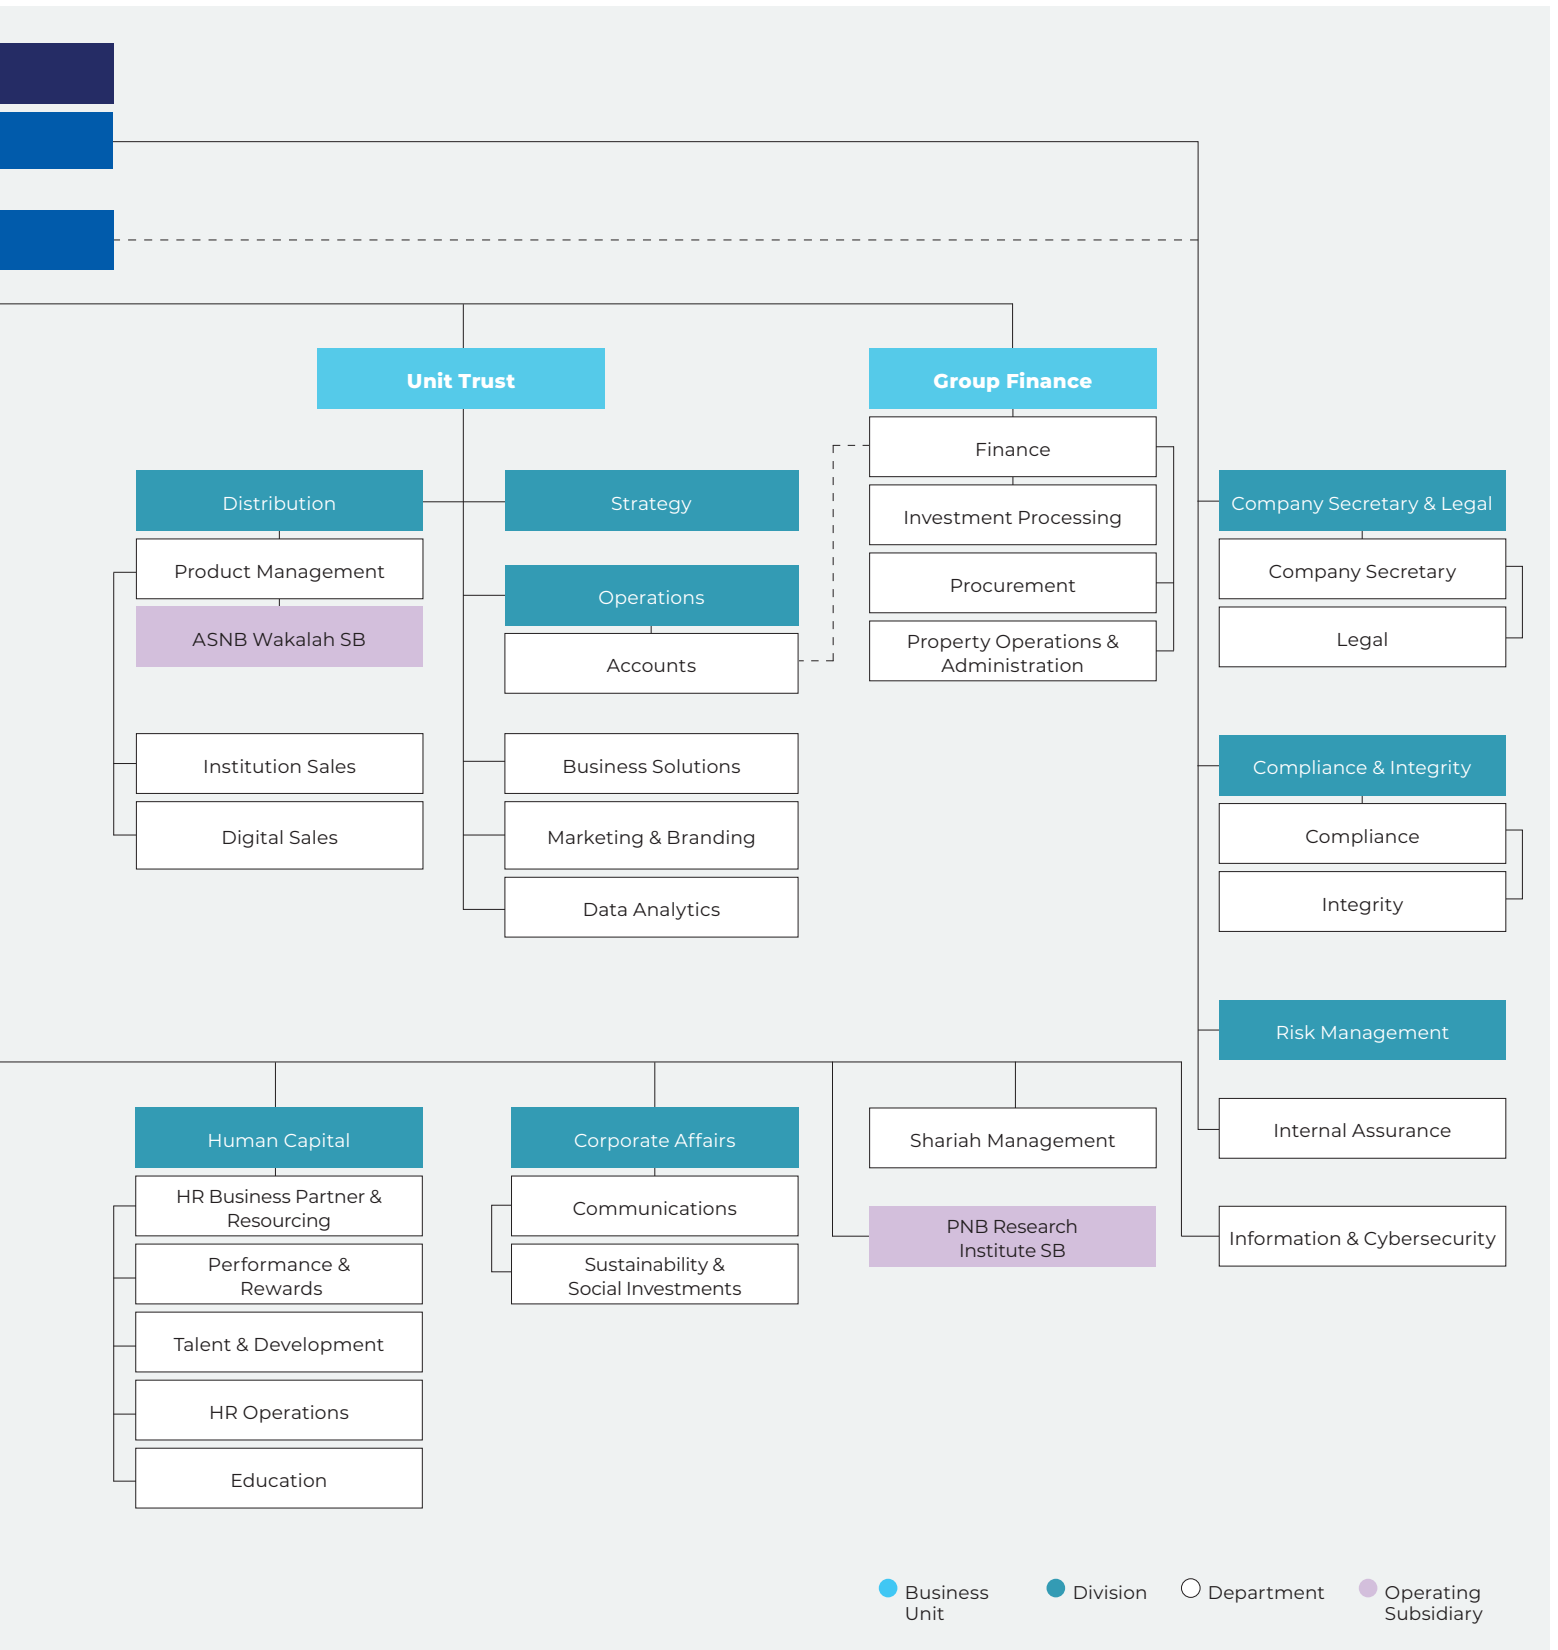 Unit Trust
Group Finance
Distribution
Product Management
ASNB Wakalah SB
Institution Sales
Digital Sales
Strategy
Operations
Accounts
Business Solutions
Marketing & Branding
Data Analytics
Finance
Investment Processing
Procurement
Property Operations &
Administration
Company Secretary & Legal
Company Secretary
Legal
Compliance & Integrity
Compliance
Integrity
Risk Management
Internal Assurance
Human Capital
HR Business Partner &
Resourcing
Performance &
Rewards
Talent & Development
HR Operations
Education
Corporate Affairs
Communications
Sustainability &
Social Investments
Shariah Management
PNB Research
Institute SB
Information & Cybersecurity
Business
Unit
Division
Department
Operating
Subsidiary